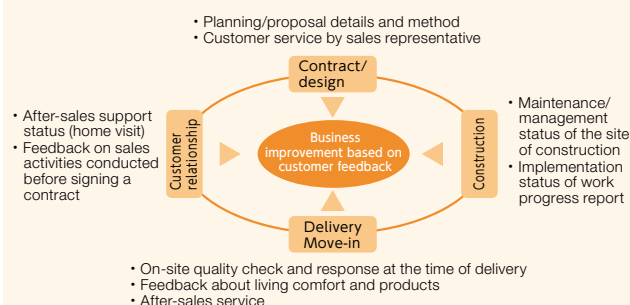 • Planning/proposal details and method
• Customer service by sales representative
Contract/
design
• After-sales support
status (home visit)
• Feedback on sales
activities conducted
before signing a
contract
Customer
relationship
Business
improvement based on
customer feedback
Construction
• Maintenance/
management
status of the site
of construction
• Implementation
status of work
progress report
Delivery
Move-in
• On-site quality check and response at the time of delivery
• Feedback about living comfort and products
• After-sales service